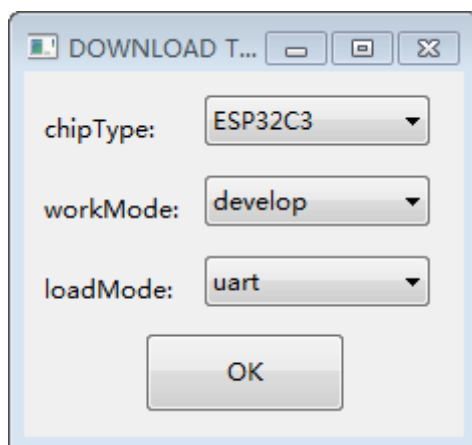 DOWNLOAD T...
chipType: ESP32C3
workMode: develop
loadMode: uart
OK